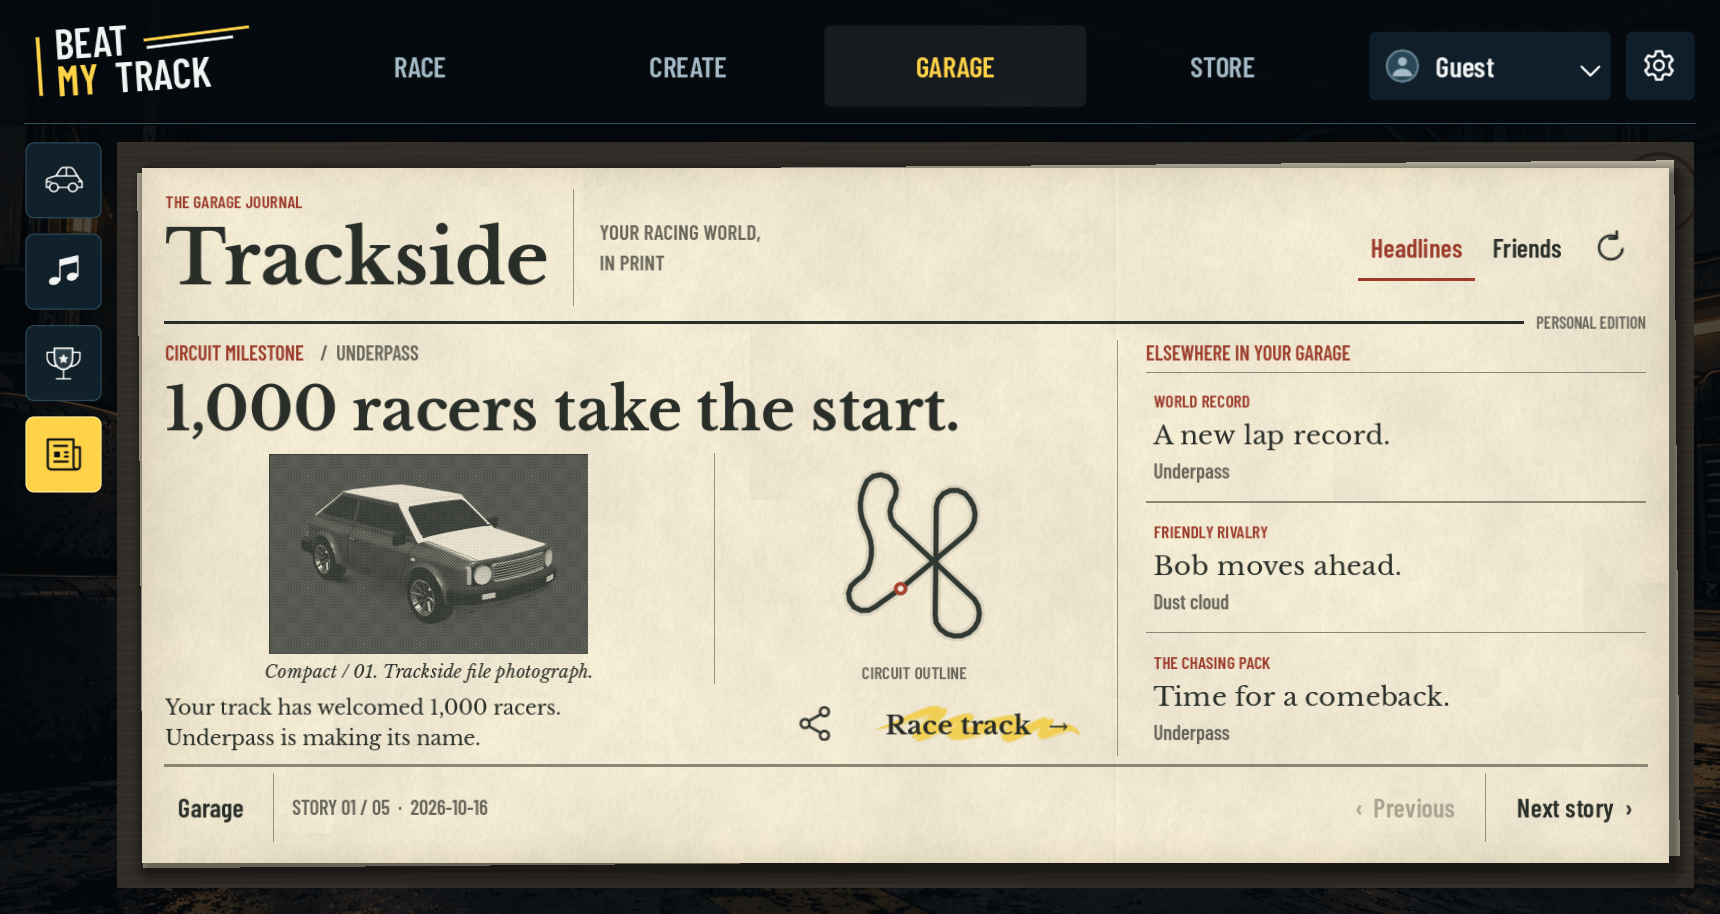 BEAT
MY TRACK
RACE
CREATE
GARAGE
STORE
Guest
THE GARAGE JOURNAL
Trackside
YOUR RACING WORLD,
IN PRINT
Headlines
Friends
PERSONAL EDITION
CIRCUIT MILESTONE / UNDERPASS
1,000 racers take the start.
Compact / 01. Trackside file photograph.
CIRCUIT OUTLINE
Your track has welcomed 1,000 racers.
Underpass is making its name.
Race track →
ELSEWHERE IN YOUR GARAGE
WORLD RECORD
A new lap record.
Underpass
FRIENDLY RIVALRY
Bob moves ahead.
Dust cloud
THE CHASING PACK
Time for a comeback.
Underpass
Garage
STORY 01 / 05 · 2026-10-16
‹ Previous
Next story ›